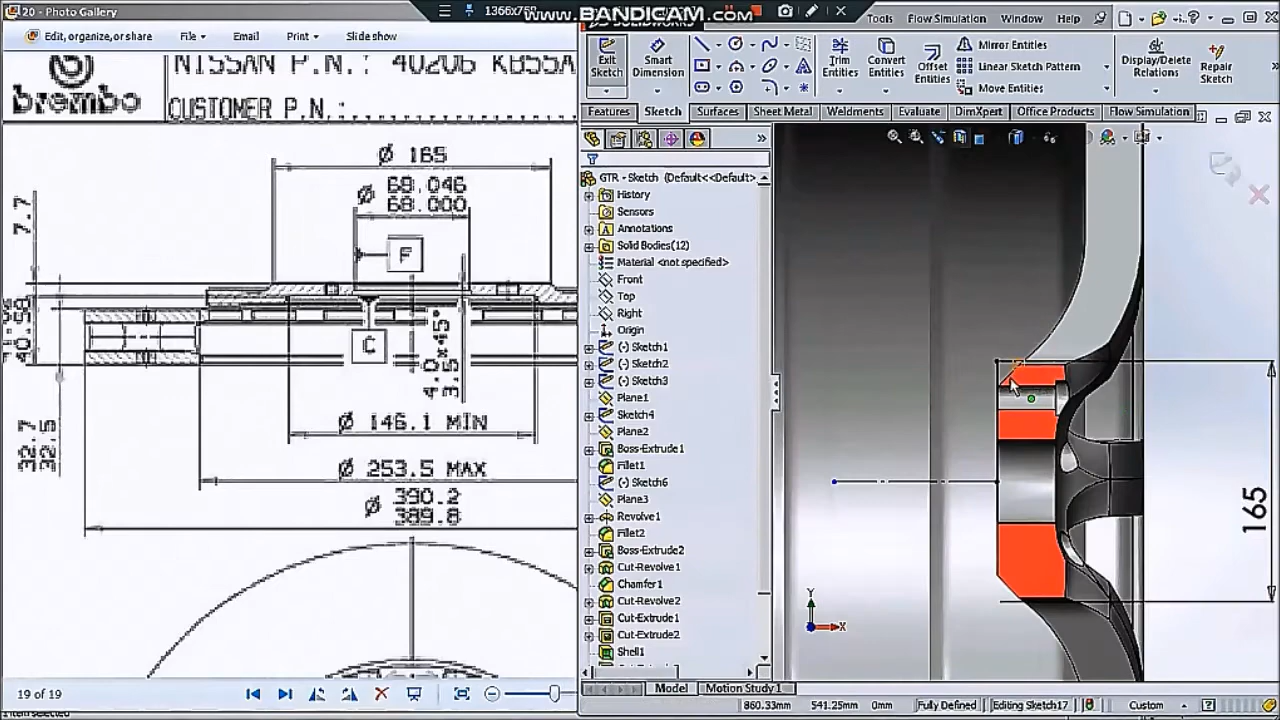 20 - Photo Gallery
1366x768
www.BANDICAM.com
Tools Flow Simulation Window Help
Edit, organize, or share File Email Print Slide show
Exit Sketch
Smart Dimension
Trim Entities
Convert Entities
Offset Entities
Mirror Entities
Linear Sketch Pattern
Move Entities
Display/Delete Relations
Repair Sketch
Features Sketch Surfaces Sheet Metal Weldments Evaluate DimXpert Office Products Flow Simulation
brembo
NISSAN P.N.: 40206 KB55A
CUSTOMER P.N.:
Ø 165
Ø 68.046
68.000
F
7.7
C
4.0x45°
3.5
Ø 146.1 MIN
32.7
32.5
Ø 253.5 MAX
Ø 390.2
389.8
GTR - Sketch (Default<<Default>
History
Sensors
Annotations
Solid Bodies(12)
Material <not specified>
Front
Top
Right
Origin
(-) Sketch1
(-) Sketch2
(-) Sketch3
Plane1
Sketch4
Plane2
Boss-Extrude1
Fillet1
(-) Sketch6
Plane3
Revolve1
Fillet2
Boss-Extrude2
Cut-Revolve1
Chamfer1
Cut-Revolve2
Cut-Extrude1
Cut-Extrude2
Shell1
165
Y
X
19 of 19
Model Motion Study 1
860.33mm 541.25mm 0mm Fully Defined Editing Sketch17 Custom